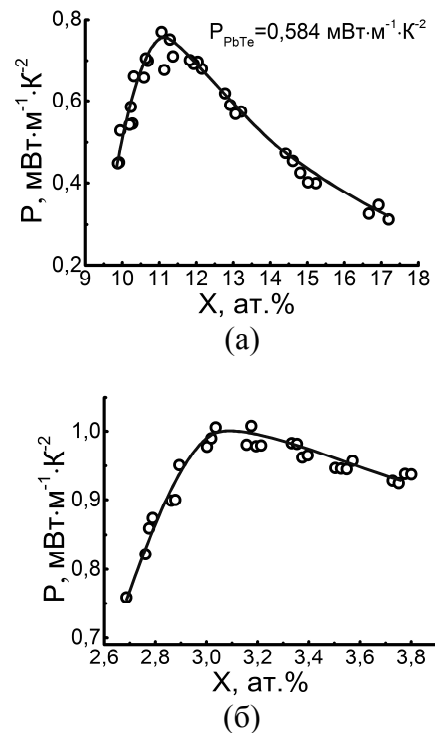 P_PbTe=0,584 мВт·м⁻¹·К⁻²
0,8
0,6
0,4
0,2
P, мВт·м⁻¹·К⁻²
9 10 11 12 13 14 15 16 17 18
X, ат.%
(а)
1,0
0,9
0,8
0,7
P, мВт·м⁻¹·К⁻²
2,6 2,8 3,0 3,2 3,4 3,6 3,8
X, ат.%
(б)